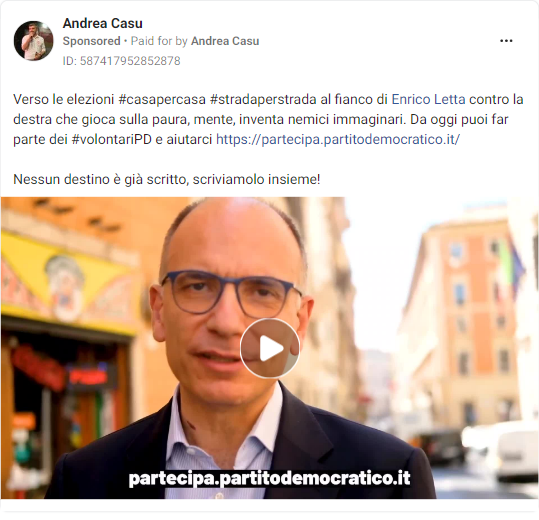 Andrea Casu
Sponsored • Paid for by Andrea Casu
ID: 587417952852878
Verso le elezioni #casapercasa #stradaperstrada al fianco di Enrico Letta contro la
destra che gioca sulla paura, mente, inventa nemici immaginari. Da oggi puoi far
parte dei #volontariPD e aiutarci https://partecipa.partitodemocratico.it/
Nessun destino è già scritto, scriviamolo insieme!
partecipa.partitodemocratico.it